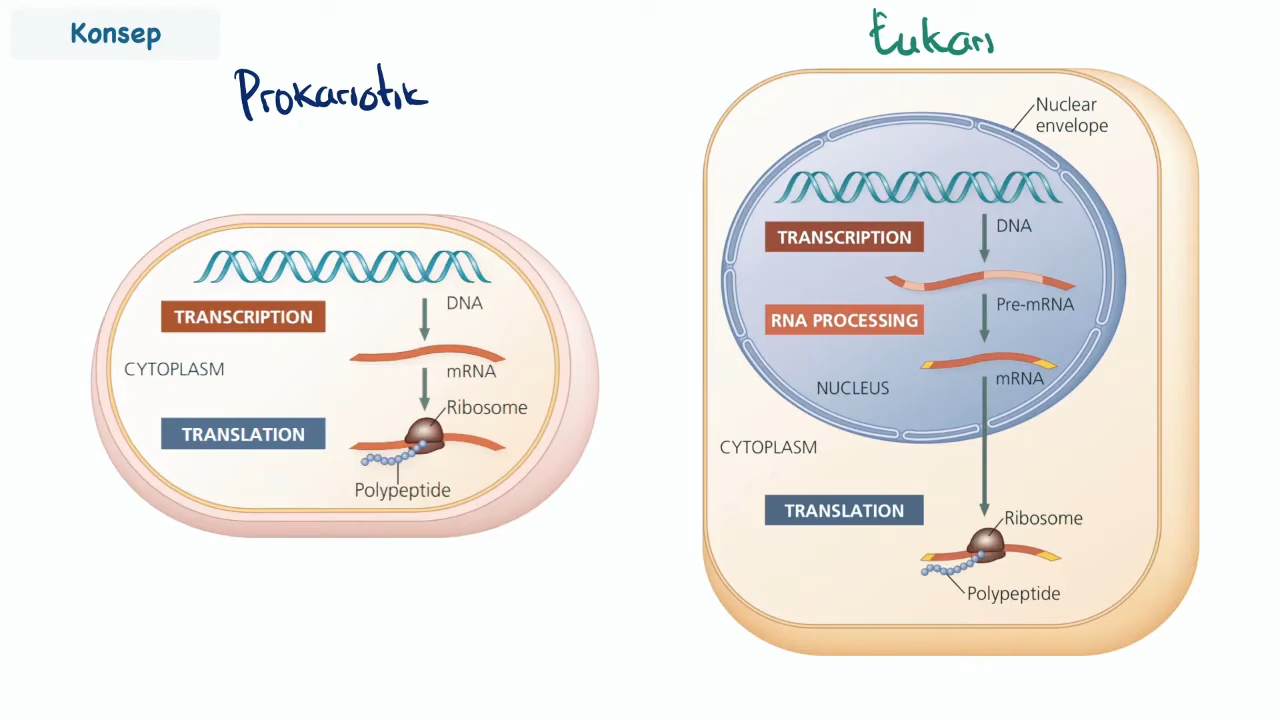 Konsep
Prokariotik
Eukari
DNA
TRANSCRIPTION
CYTOPLASM
mRNA
Ribosome
TRANSLATION
Polypeptide
Nuclear
envelope
TRANSCRIPTION
DNA
Pre-mRNA
RNA PROCESSING
mRNA
NUCLEUS
CYTOPLASM
TRANSLATION
Ribosome
Polypeptide